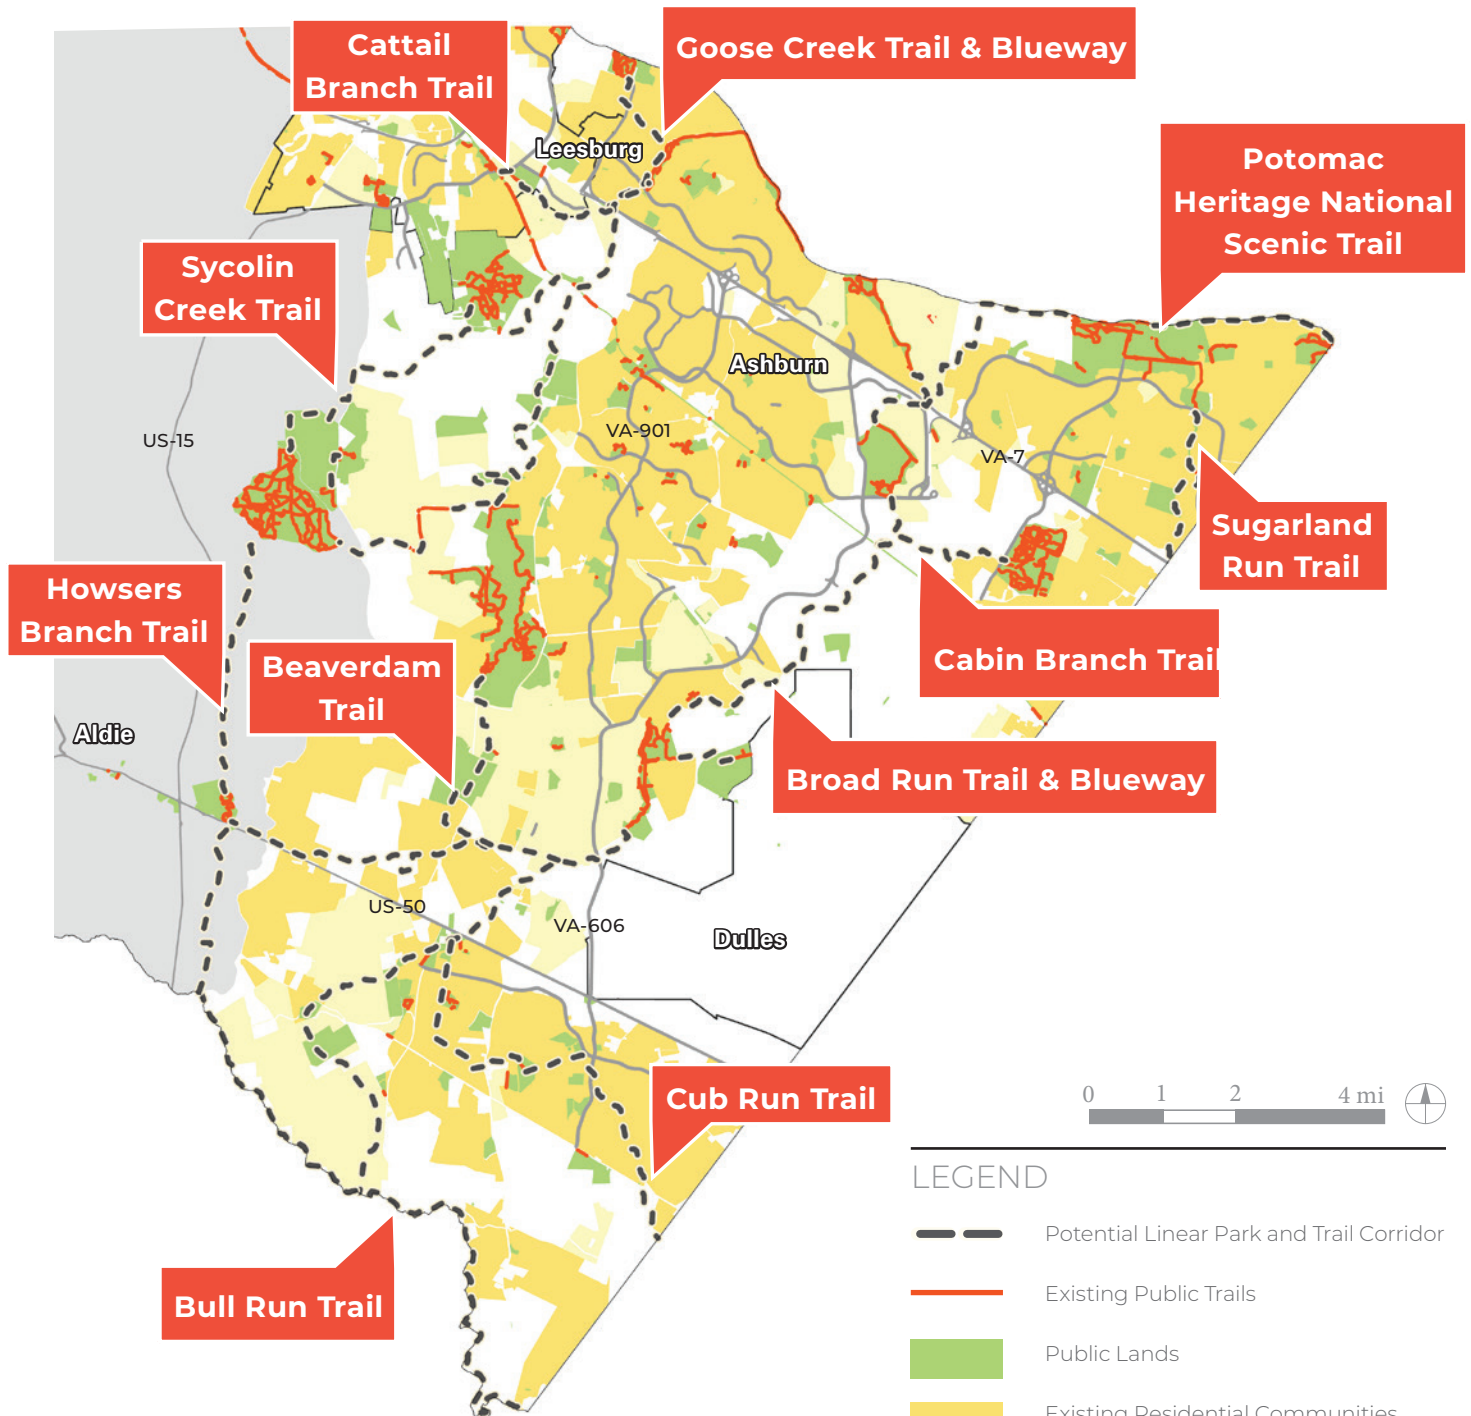 Cattail
Branch Trail
Goose Creek Trail & Blueway
Leesburg
Potomac
Heritage National
Scenic Trail
Sycolin
Creek Trail
Ashburn
US-15
VA-901
VA-7
Sugarland
Run Trail
Howsers
Branch Trail
Beaverdam
Trail
Cabin Branch Trail
Aldie
Broad Run Trail & Blueway
US-50
VA-606
Dulles
Cub Run Trail
0 1 2 4 mi
LEGEND
Potential Linear Park and Trail Corridor
Existing Public Trails
Bull Run Trail
Public Lands
Existing Residential Communities